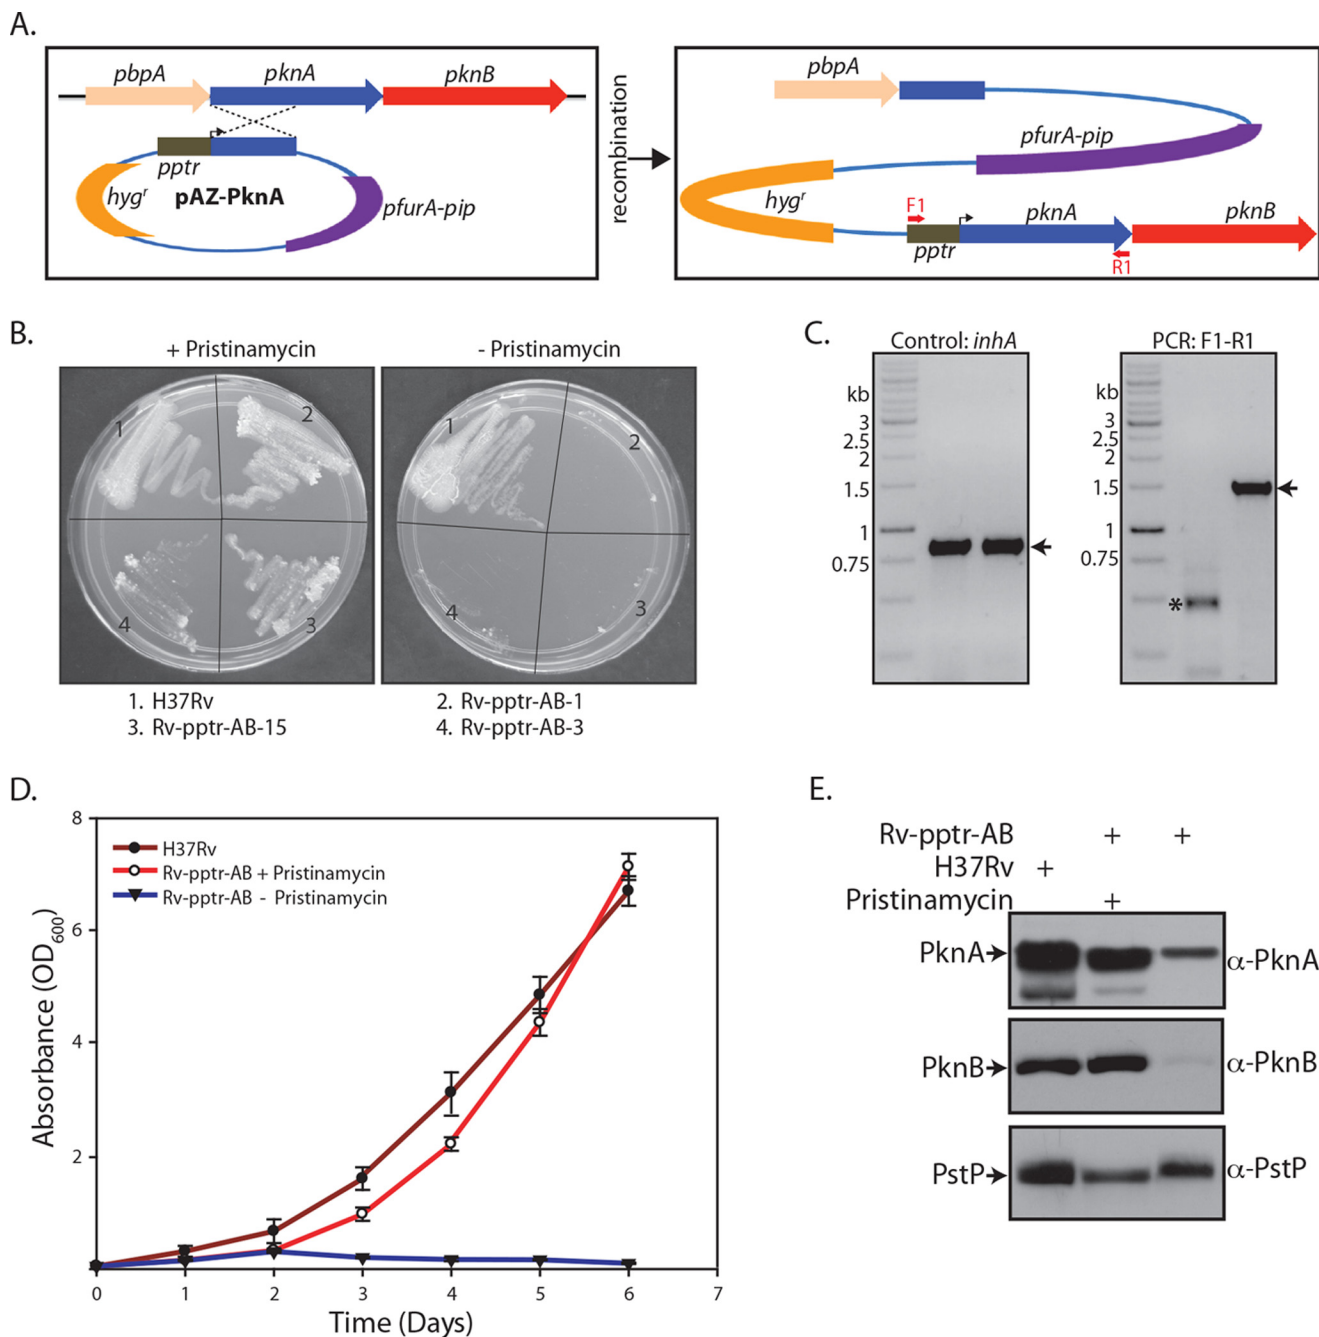 A.
pbpA pknA pknB
pptr
hygʳ pAZ-PknA pfurA-pip
recombination
pbpA
pfurA-pip
hygʳ
F1 pknA pknB
pptr R1
B.
+ Pristinamycin - Pristinamycin
1 2 1 2
4 3 4 3
1. H37Rv 2. Rv-pptr-AB-1
3. Rv-pptr-AB-15 4. Rv-pptr-AB-3
C.
Control: inhA PCR: F1-R1
kb kb
3 3
2.5 2.5
2 2
1.5 1.5
1 1
0.75 0.75
*
D.
8
6
4
2
Absorbance (OD₆₀₀)
H37Rv
Rv-pptr-AB + Pristinamycin
Rv-pptr-AB - Pristinamycin
0 1 2 3 4 5 6 7
Time (Days)
E.
Rv-pptr-AB + +
H37Rv +
Pristinamycin +
PknA α-PknA
PknB α-PknB
PstP α-PstP